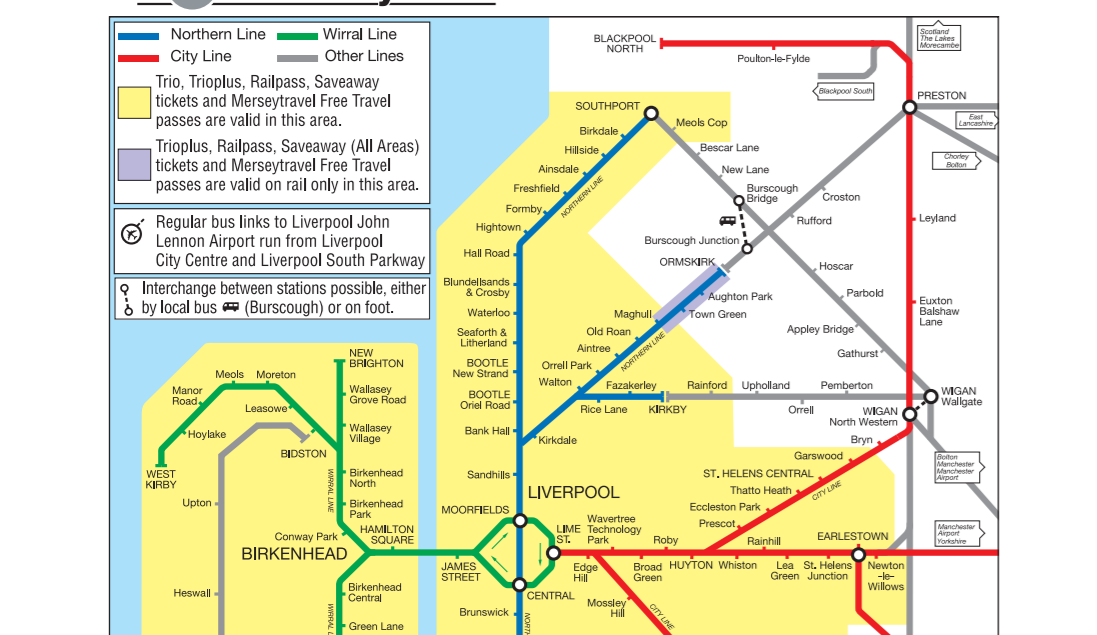 Northern Line
Wirral Line
City Line
Other Lines
Trio, Trioplus, Railpass, Saveaway
tickets and Merseytravel Free Travel
passes are valid in this area.
Trioplus, Railpass, Saveaway (All Areas)
tickets and Merseytravel Free Travel
passes are valid on rail only in this area.
Regular bus links to Liverpool John
Lennon Airport run from Liverpool
City Centre and Liverpool South Parkway
Interchange between stations possible, either
by local bus (Burscough) or on foot.
BLACKPOOL
NORTH
Poulton-le-Fylde
Blackpool South
Scotland
The Lakes
Morecambe
PRESTON
East
Lancashire
Chorley
Bolton
SOUTHPORT
Meols Cop
Birkdale
Hillside
Ainsdale
Freshfield
Formby
Hightown
NORTHERN LINE
Bescar Lane
New Lane
Burscough
Bridge
Croston
Rufford
Leyland
Burscough Junction
ORMSKIRK
Hall Road
Blundellsands
& Crosby
Waterloo
Seaforth &
Litherland
BOOTLE
New Strand
BOOTLE
Oriel Road
Bank Hall
Sandhills
Aughton Park
Town Green
Maghull
Old Roan
Aintree
Orrell Park
Walton
NORTHERN LINE
Hoscar
Parbold
Appley Bridge
Gathurst
Euxton
Balshaw
Lane
Fazakerley
Rice Lane
KIRKBY
Kirkdale
Rainford
Upholland
Orrell
Pemberton
WIGAN
Wallgate
WIGAN
North Western
Bryn
Garswood
ST. HELENS CENTRAL
Thatto Heath
Eccleston Park
Prescot
CITY LINE
Bolton
Manchester
Manchester
Airport
Manchester
Airport
Yorkshire
NEW
BRIGHTON
Wallasey
Grove Road
Wallasey
Village
Meols
Moreton
Manor
Road
Leasowe
Hoylake
WEST
KIRBY
BIDSTON
Birkenhead
North
Birkenhead
Park
WIRRAL LINE
Upton
Conway Park
HAMILTON
SQUARE
BIRKENHEAD
Birkenhead
Central
Green Lane
WIRRAL L
Heswall
LIVERPOOL
MOORFIELDS
LIME
ST.
JAMES
STREET
CENTRAL
Brunswick
NORTH
Wavertree
Technology
Park
Edge
Hill
Broad
Green
Roby
HUYTON
Whiston
Rainhill
Lea
Green
St. Helens
Junction
EARLESTOWN
Newton
-le-
Willows
Mossley
Hill
CITY LINE